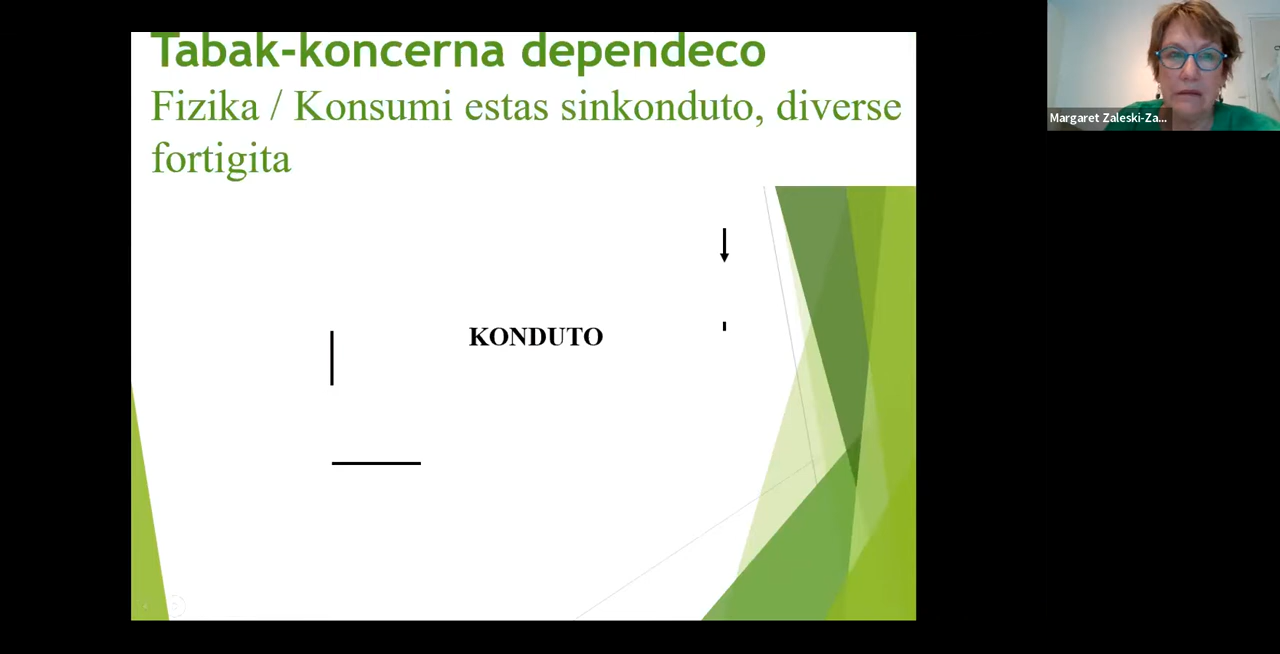 Tabak-koncerna dependeco
Fizika / Konsumi estas sinkonduto, diverse
fortigita
KONDUTO
Margaret Zaleski-Za...